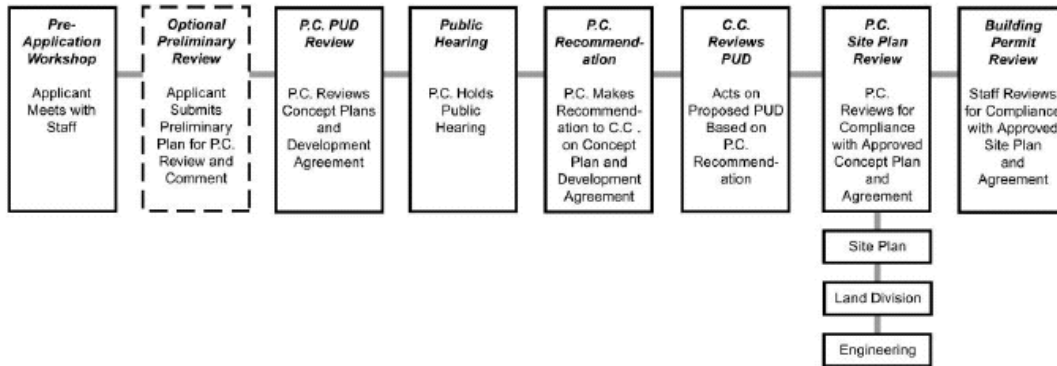 Pre-
Application
Workshop
Applicant
Meets with
Staff
Optional
Preliminary
Review
Applicant
Submits
Preliminary
Plan for P.C.
Review and
Comment
P.C. PUD
Review
P.C. Reviews
Concept Plans
and
Development
Agreement
Public
Hearing
P.C. Holds
Public
Hearing
P.C.
Recommend-
ation
P.C. Makes
Recommend-
ation to C.C .
on Concept
Plan and
Development
Agreement
C.C.
Reviews
PUD
Acts on
Proposed PUD
Based on
P.C.
Recommend-
ation
P.C.
Site Plan
Review
P.C.
Reviews for
Compliance
with Approved
Concept Plan
and
Agreement
Site Plan
Land Division
Engineering
Building
Permit
Review
Staff Reviews
for Compliance
with Approved
Site Plan
and
Agreement